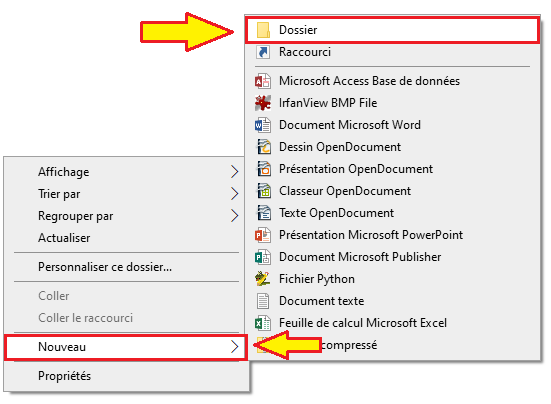 Dossier
Raccourci
Microsoft Access Base de données
IrfanView BMP File
Document Microsoft Word
Dessin OpenDocument
Présentation OpenDocument
Classeur OpenDocument
Texte OpenDocument
Présentation Microsoft PowerPoint
Document Microsoft Publisher
Fichier Python
Document texte
Feuille de calcul Microsoft Excel
compressé
Affichage
Trier par
Regrouper par
Actualiser
Personnaliser ce dossier...
Coller
Coller le raccourci
Nouveau
Propriétés